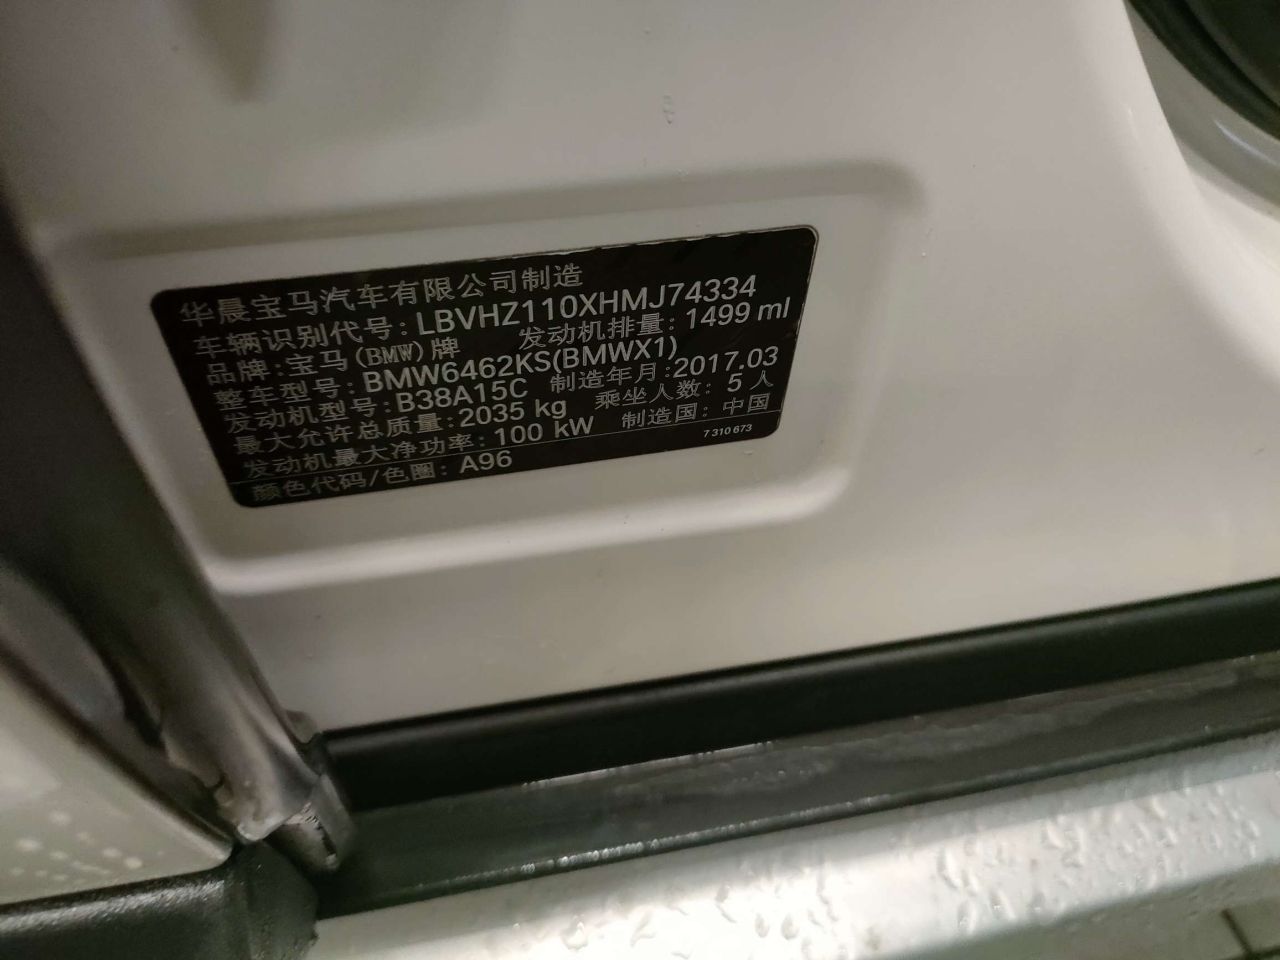 华晨宝马汽车有限公司制造
车辆识别代号: LBVHZ110XHMJ74334
品牌: 宝马(BMW)牌 发动机排量: 1499 ml
整车型号: BMW6462KS(BMWX1)
发动机型号: B38A15C 制造年月: 2017.03
最大允许总质量: 2035 kg 乘坐人数: 5 人
发动机最大净功率: 100 kW 制造国: 中国
颜色代码/色圈: A96 7 310 673